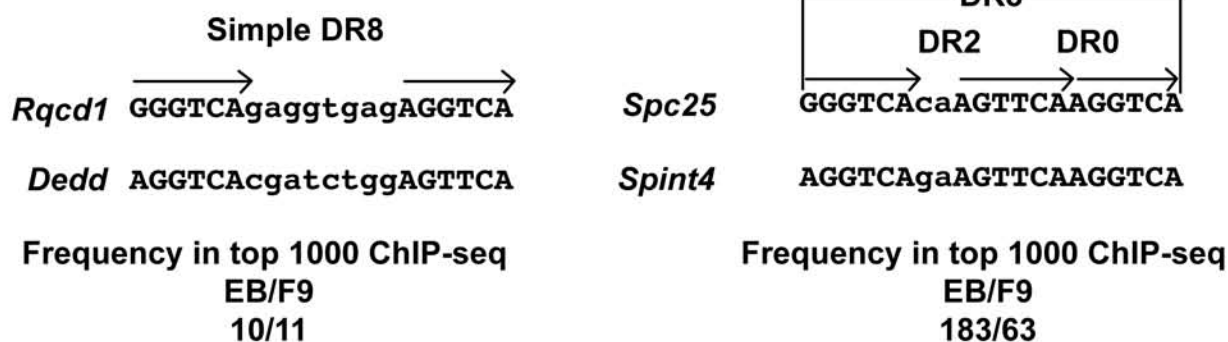 Simple DR8
Rqcd1 GGGTCAgaggtgagAGGTCA
Dedd AGGTCAcgatctggAGTTCA
Frequency in top 1000 ChIP-seq
EB/F9
10/11
DR2 DR0
Spc25 GGGTCAcaAGTTCAAGGTCA
Spint4 AGGTCAgaAGTTCAAGGTCA
Frequency in top 1000 ChIP-seq
EB/F9
183/63